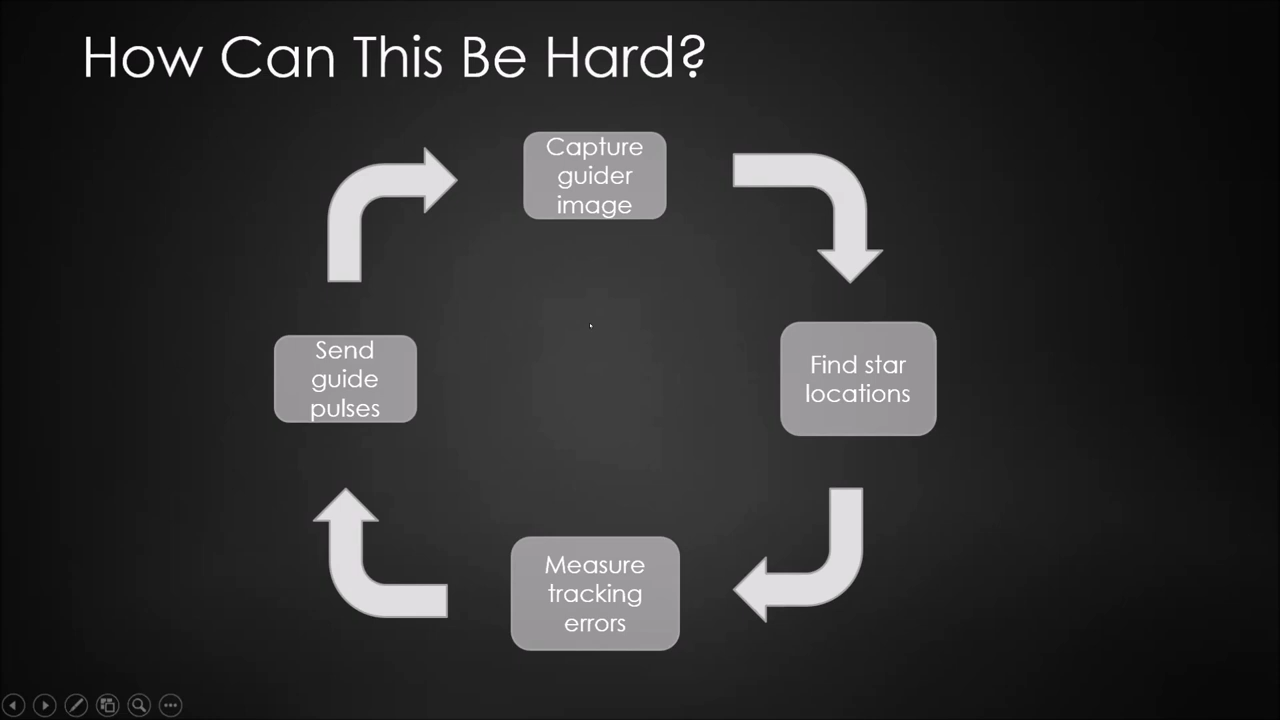 How Can This Be Hard?
Capture
guider
image
Find star
locations
Measure
tracking
errors
Send
guide
pulses